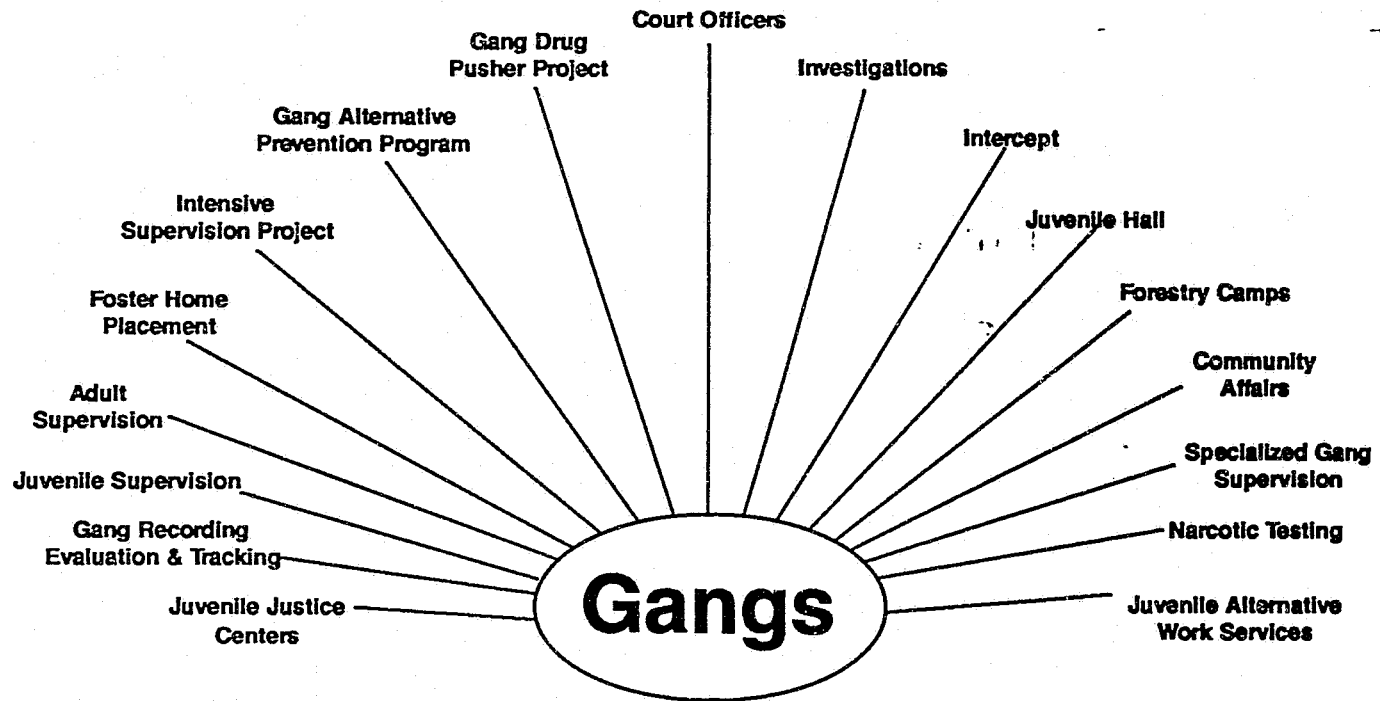 Court Officers
Gang Drug
Pusher Project
Investigations
Gang Alternative
Prevention Program
Intercept
Intensive
Supervision Project
Juvenile Hall
Foster Home
Placement
Forestry Camps
Adult
Supervision
Community
Affairs
Juvenile Supervision
Specialized Gang
Supervision
Gang Recording
Evaluation & Tracking
Narcotic Testing
Juvenile Justice
Centers
Gangs
Juvenile Alternative
Work Services